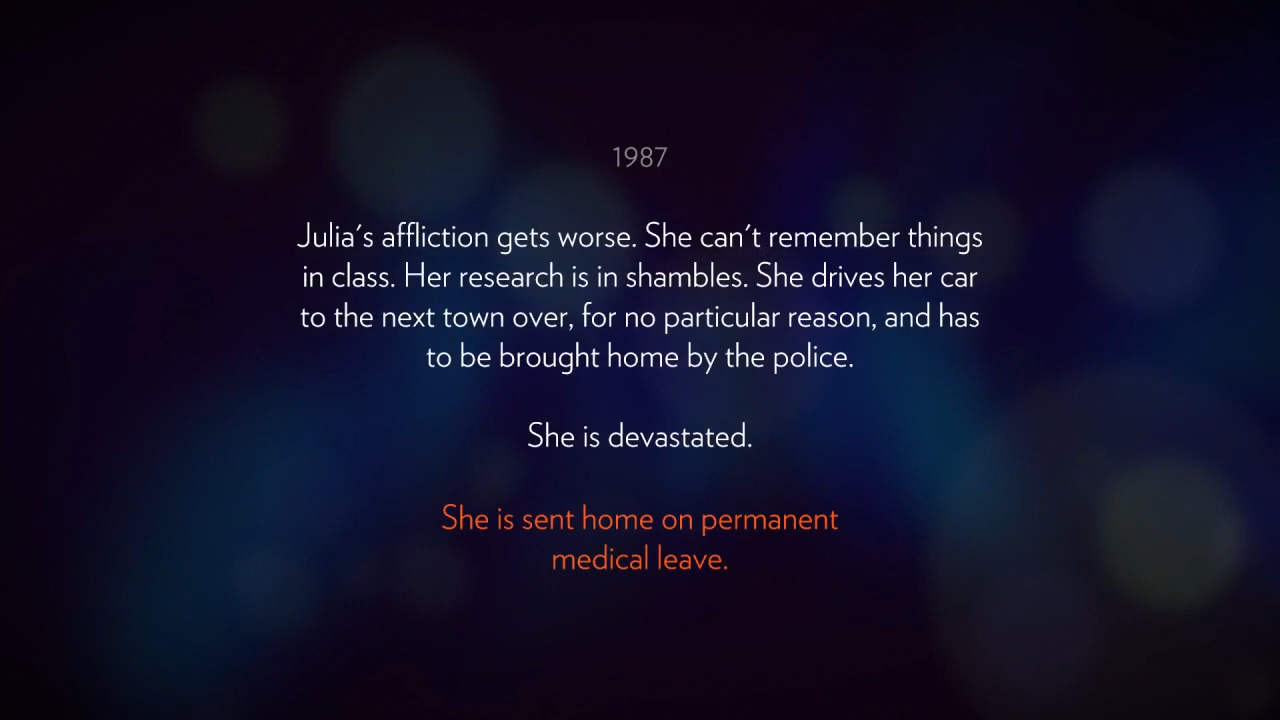 1987
Julia's affliction gets worse. She can't remember things
in class. Her research is in shambles. She drives her car
to the next town over, for no particular reason, and has
to be brought home by the police.
She is devastated.
She is sent home on permanent
medical leave.